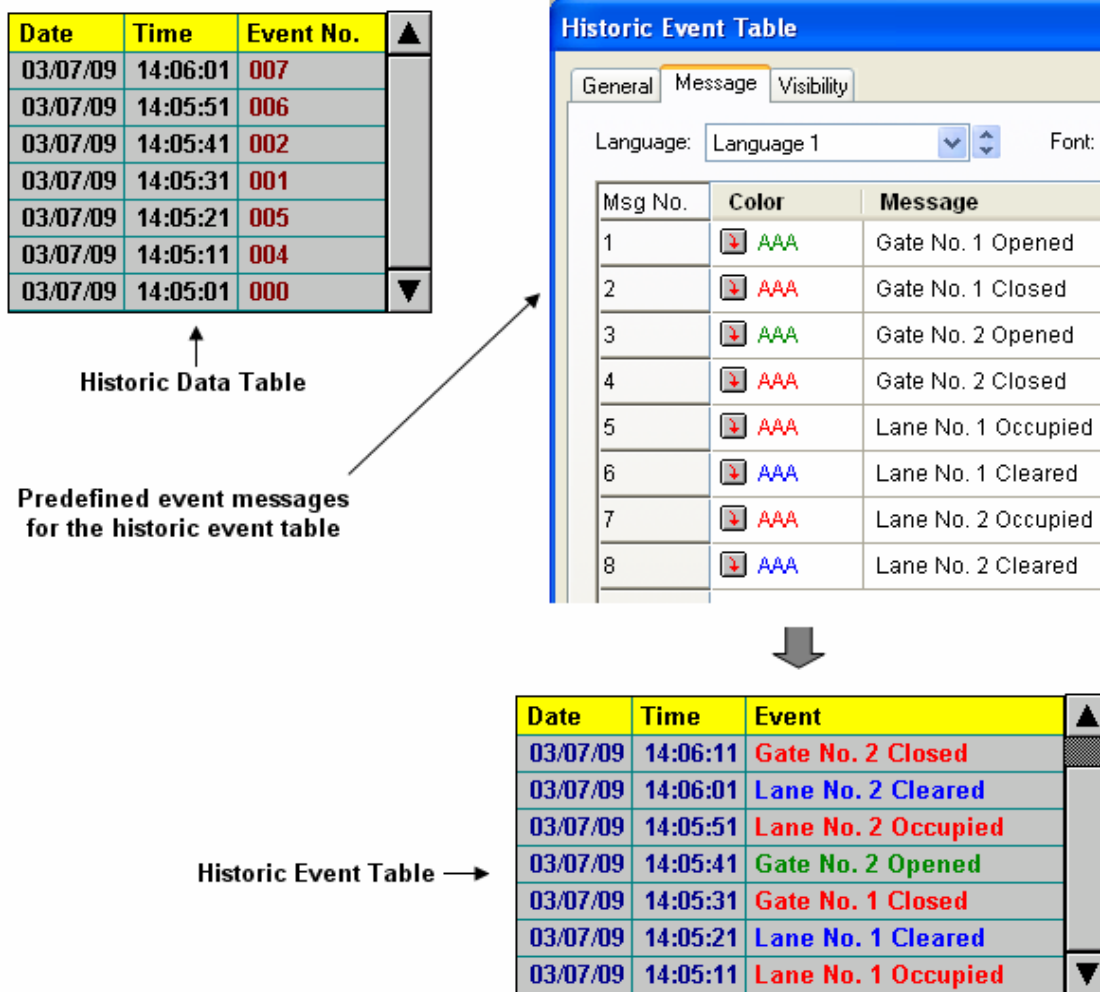 Date Time Event No.
03/07/09 14:06:01 007
03/07/09 14:05:51 006
03/07/09 14:05:41 002
03/07/09 14:05:31 001
03/07/09 14:05:21 005
03/07/09 14:05:11 004
03/07/09 14:05:01 000
Historic Data Table
Predefined event messages
for the historic event table
Historic Event Table
General Message Visibility
Language: Language 1 Font:
Msg No. Color Message
1 AAA Gate No. 1 Opened
2 AAA Gate No. 1 Closed
3 AAA Gate No. 2 Opened
4 AAA Gate No. 2 Closed
5 AAA Lane No. 1 Occupied
6 AAA Lane No. 1 Cleared
7 AAA Lane No. 2 Occupied
8 AAA Lane No. 2 Cleared
Historic Event Table
Date Time Event
03/07/09 14:06:11 Gate No. 2 Closed
03/07/09 14:06:01 Lane No. 2 Cleared
03/07/09 14:05:51 Lane No. 2 Occupied
03/07/09 14:05:41 Gate No. 2 Opened
03/07/09 14:05:31 Gate No. 1 Closed
03/07/09 14:05:21 Lane No. 1 Cleared
03/07/09 14:05:11 Lane No. 1 Occupied